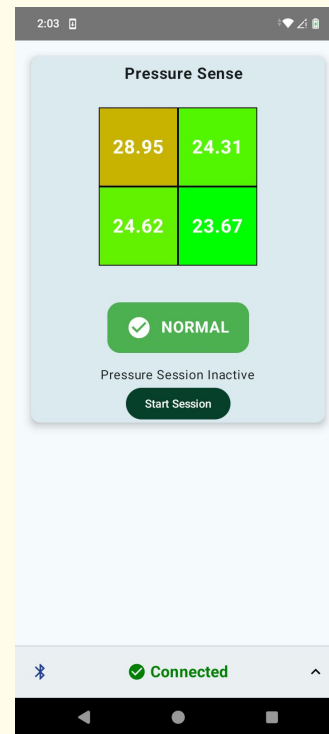 2:03
Pressure Sense
28.95 24.31
24.62 23.67
NORMAL
Pressure Session Inactive
Start Session
Connected